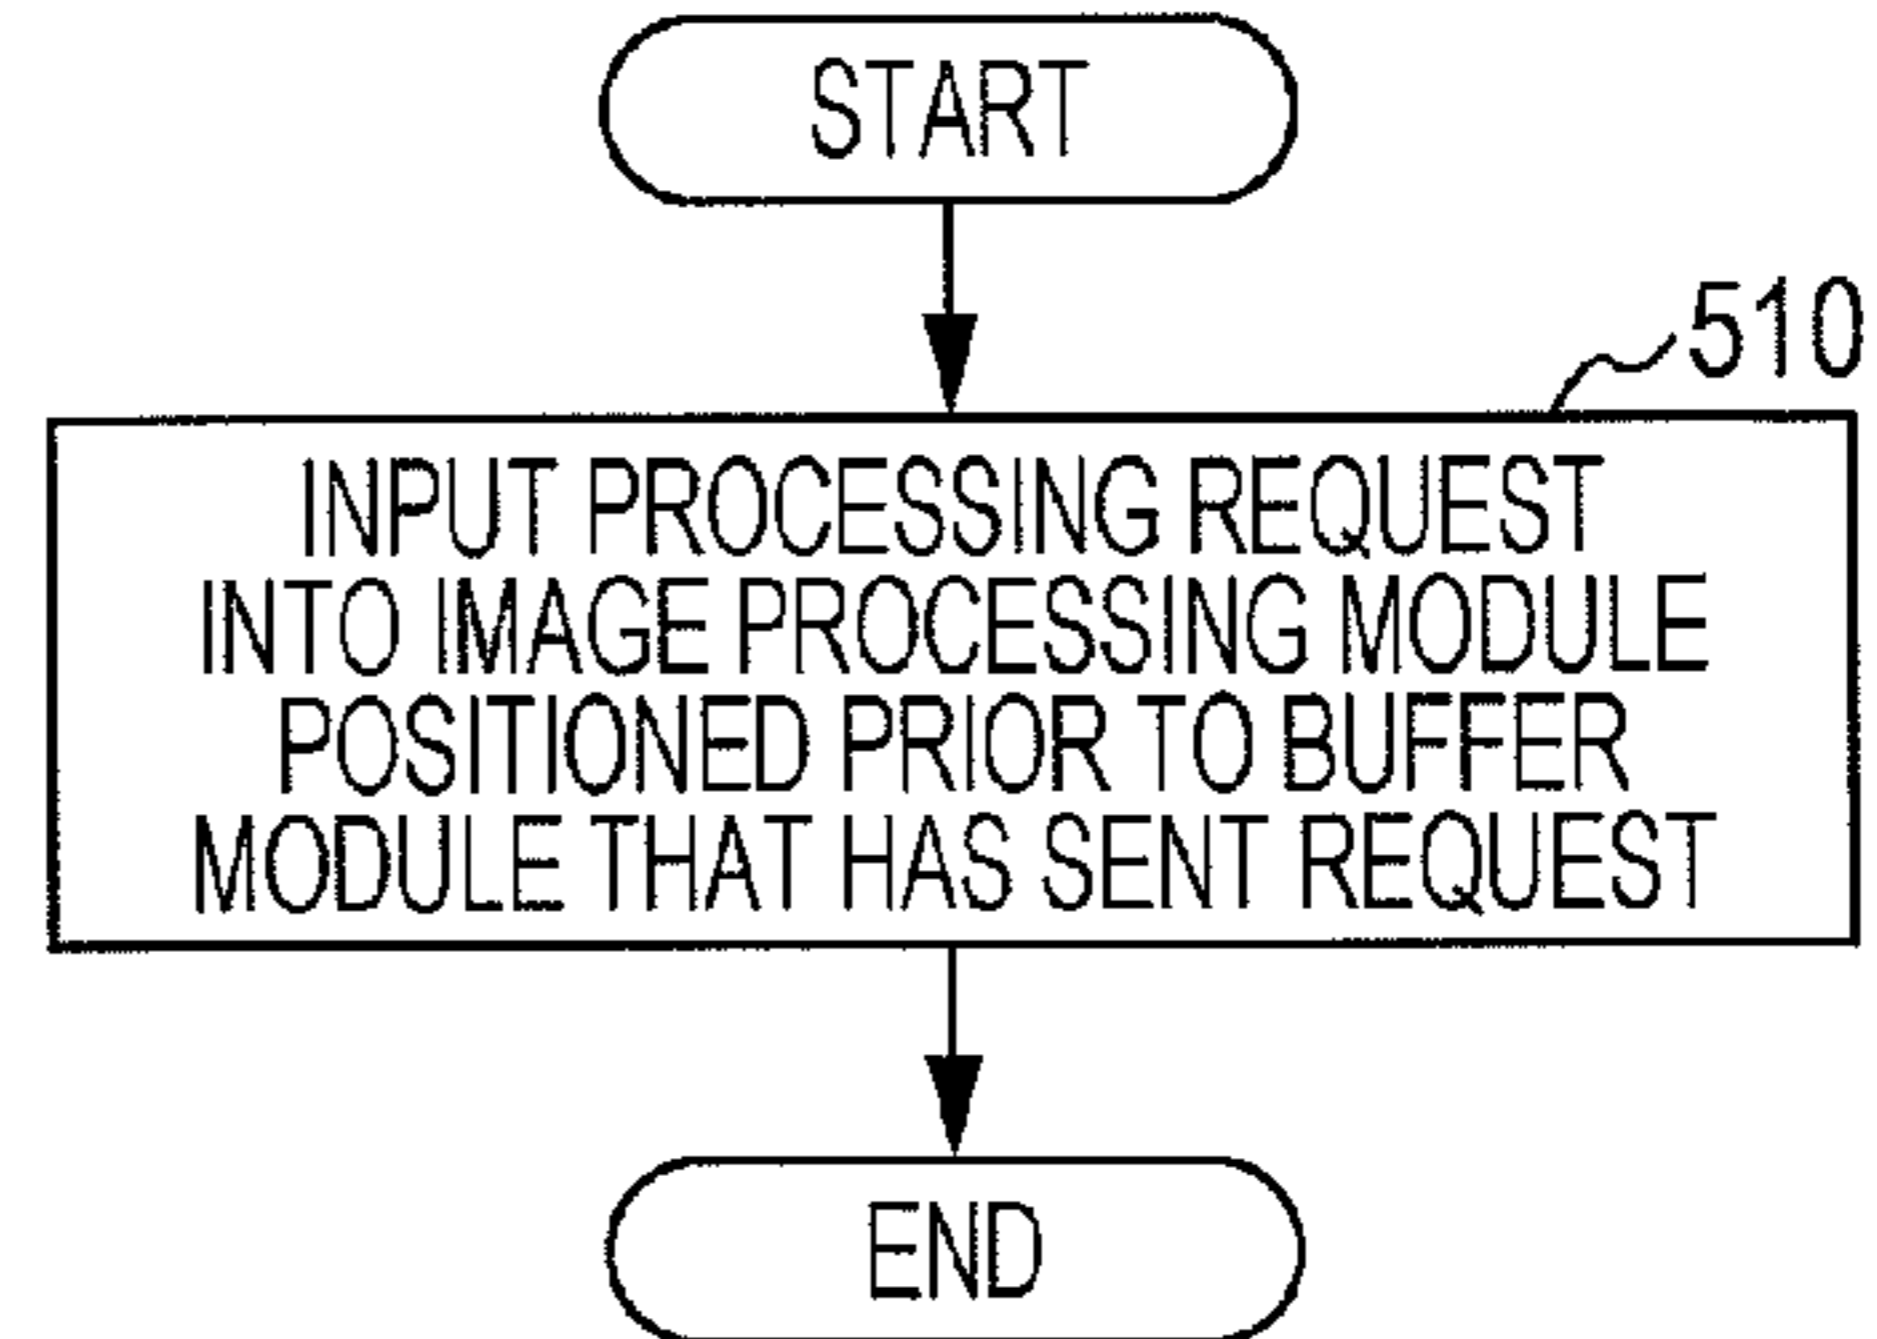 START
510
INPUT PROCESSING REQUEST
INTO IMAGE PROCESSING MODULE
POSITIONED PRIOR TO BUFFER
MODULE THAT HAS SENT REQUEST
END